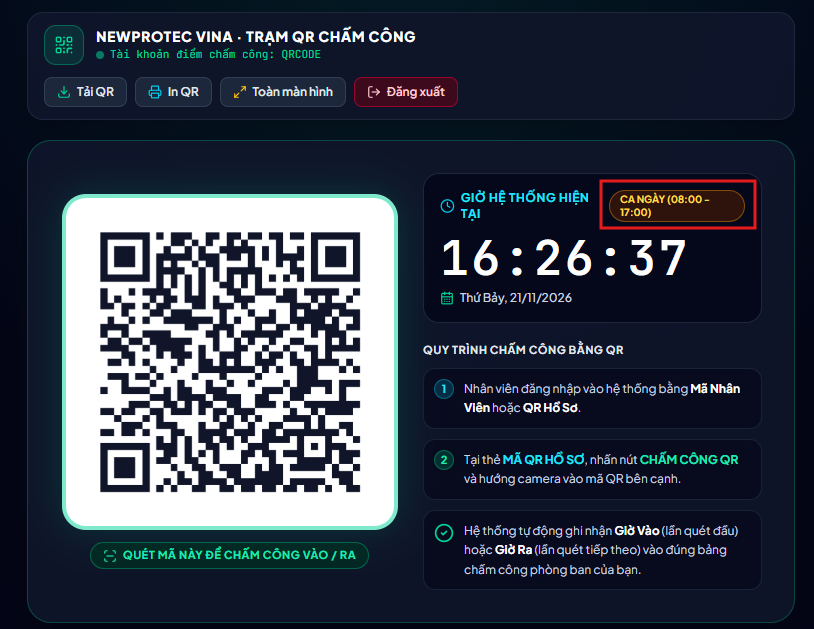 NEWPROTEC VINA · TRẠM QR CHẤM CÔNG
Tài khoản điểm chấm công: QRCODE
Tải QR
In QR
Toàn màn hình
Đăng xuất
GIỜ HỆ THỐNG HIỆN
TẠI
CA NGÀY (08:00 -
17:00)
16:26:37
Thứ Bảy, 21/11/2026
QUY TRÌNH CHẤM CÔNG BẰNG QR
1
Nhân viên đăng nhập vào hệ thống bằng Mã Nhân
Viên hoặc QR Hồ Sơ.
2
Tại thẻ MÃ QR HỒ SƠ, nhấn nút CHẤM CÔNG QR
và hướng camera vào mã QR bên cạnh.
Hệ thống tự động ghi nhận Giờ Vào (lần quét đầu)
hoặc Giờ Ra (lần quét tiếp theo) vào đúng bảng
chấm công phòng ban của bạn.
QUÉT MÃ NÀY ĐỂ CHẤM CÔNG VÀO / RA